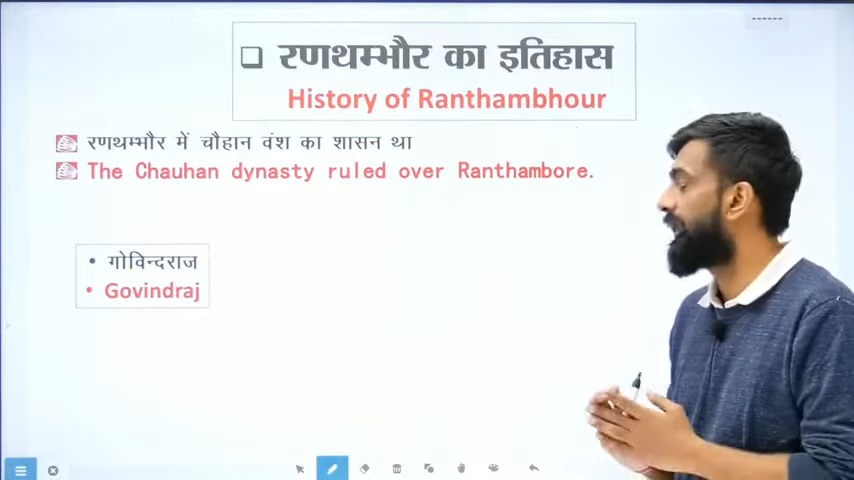 रणथम्भौर का इतिहास
History of Ranthambhour
रणथम्भौर में चौहान वंश का शासन था
The Chauhan dynasty ruled over Ranthambore.
• गोविन्दराज
• Govindraj